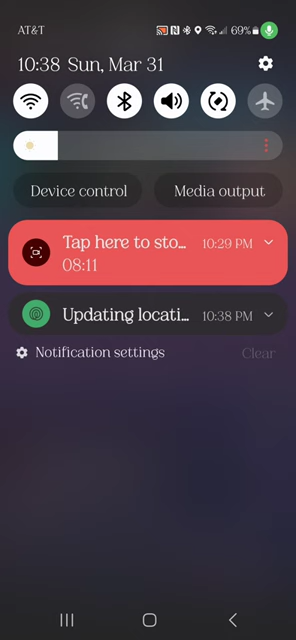 AT&T 69%
10:38 Sun, Mar 31
Device control Media output
Tap here to sto... 10:29 PM
08:11
Updating locati... 10:38 PM
Notification settings Clear